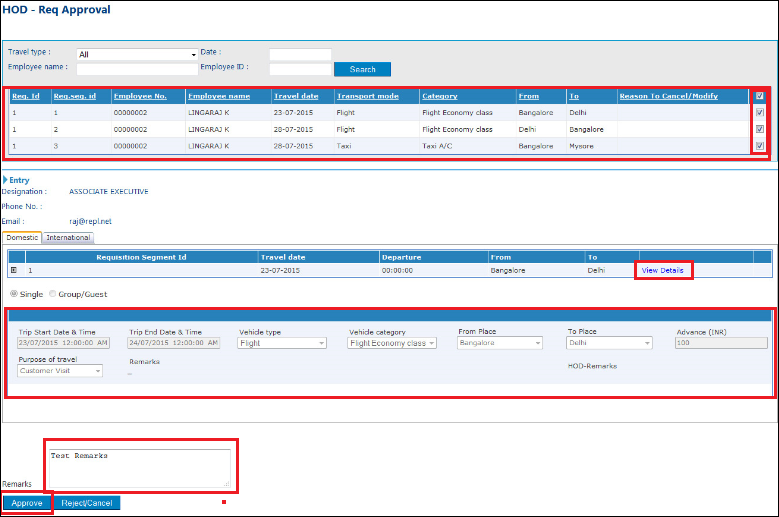 HOD - Req Approval
Travel type : All Date :
Employee name : Employee ID : Search
Req. Id Req.seq. id Employee No. Employee name Travel date Transport mode Category From To Reason To Cancel/Modify
1 1 00000002 LINGARAJ K 23-07-2015 Flight Flight Economy class Bangalore Delhi
1 2 00000002 LINGARAJ K 28-07-2015 Flight Flight Economy class Delhi Bangalore
1 3 00000002 LINGARAJ K 28-07-2015 Taxi Taxi A/C Bangalore Mysore
Entry
Designation : ASSOCIATE EXECUTIVE
Phone No. :
Email : raj@repl.net
Domestic International
Requisition Segment Id Travel date Departure From To
1 23-07-2015 00:00:00 Bangalore Delhi View Details
Single Group/Guest
Trip Start Date & Time Trip End Date & Time Vehicle type Vehicle category From Place To Place Advance (INR)
23/07/2015 12:00:00 AM 24/07/2015 12:00:00 AM Flight Flight Economy class Bangalore Delhi 100
Purpose of travel Remarks HOD-Remarks
Customer Visit --
Test Remarks
Remarks
Approve Reject/Cancel